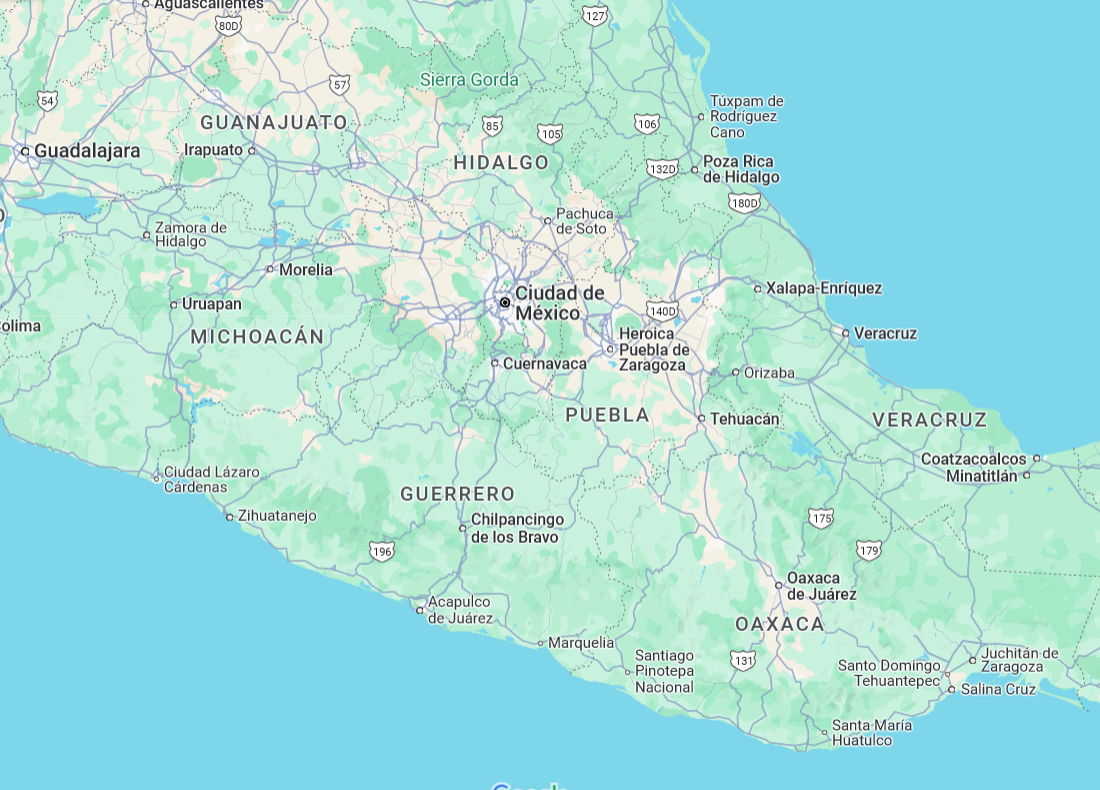 Aguascalientes
127
80D
Sierra Gorda
57
54
Túxpam de
Rodríguez
Cano
GUANAJUATO
85
105
106
Guadalajara
Irapuato
HIDALGO
132D
Poza Rica
de Hidalgo
180D
Pachuca
de Soto
Zamora de
Hidalgo
Morelia
Ciudad de
México
Xalapa-Enríquez
Uruapan
140D
Colima
MICHOACÁN
Heroica
Puebla de
Zaragoza
Veracruz
Cuernavaca
Orizaba
PUEBLA
Tehuacán
VERACRUZ
Coatzacoalcos
Minatitlán
Ciudad Lázaro
Cárdenas
GUERRERO
Zihuatanejo
Chilpancingo
de los Bravo
175
196
179
Oaxaca
de Juárez
Acapulco
de Juárez
OAXACA
Marquelia
Santiago
Pinotepa
Nacional
131
Juchitán de
Zaragoza
Santo Domingo
Tehuantepec
Salina Cruz
Santa María
Huatulco
Google